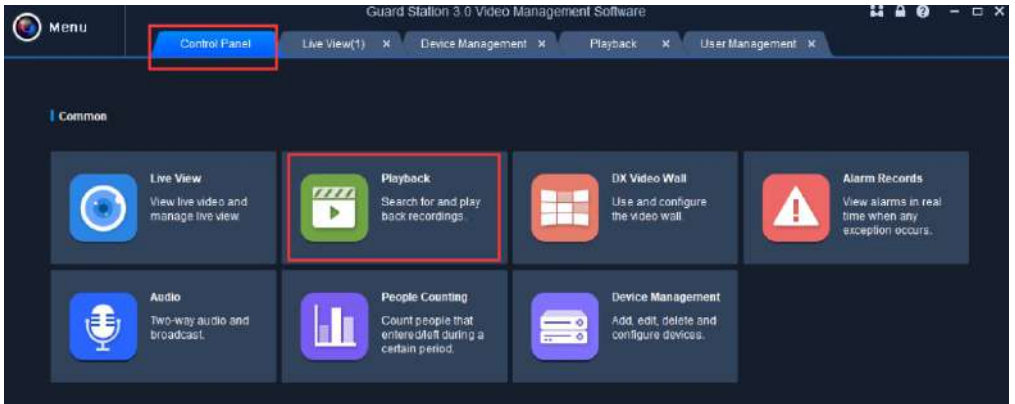 Guard Station 3.0 Video Management Software
Menu
Control Panel
Live View(1)
Device Management
Playback
User Management
Common
Live View
View live video and
manage live view.
Playback
Search for and play
back recordings.
DX Video Wall
Use and configure
the video wall.
Alarm Records
View alarms in real
time when any
exception occurs.
Audio
Two-way audio and
broadcast.
People Counting
Count people that
entered/left during a
certain period.
Device Management
Add, edit, delete and
configure devices.